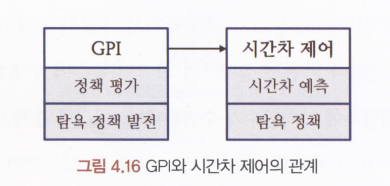 GPI
시간차 제어
정책 평가
시간차 예측
탐욕 정책 발전
탐욕 정책
그림 4.16 GPI와 시간차 제어의 관계